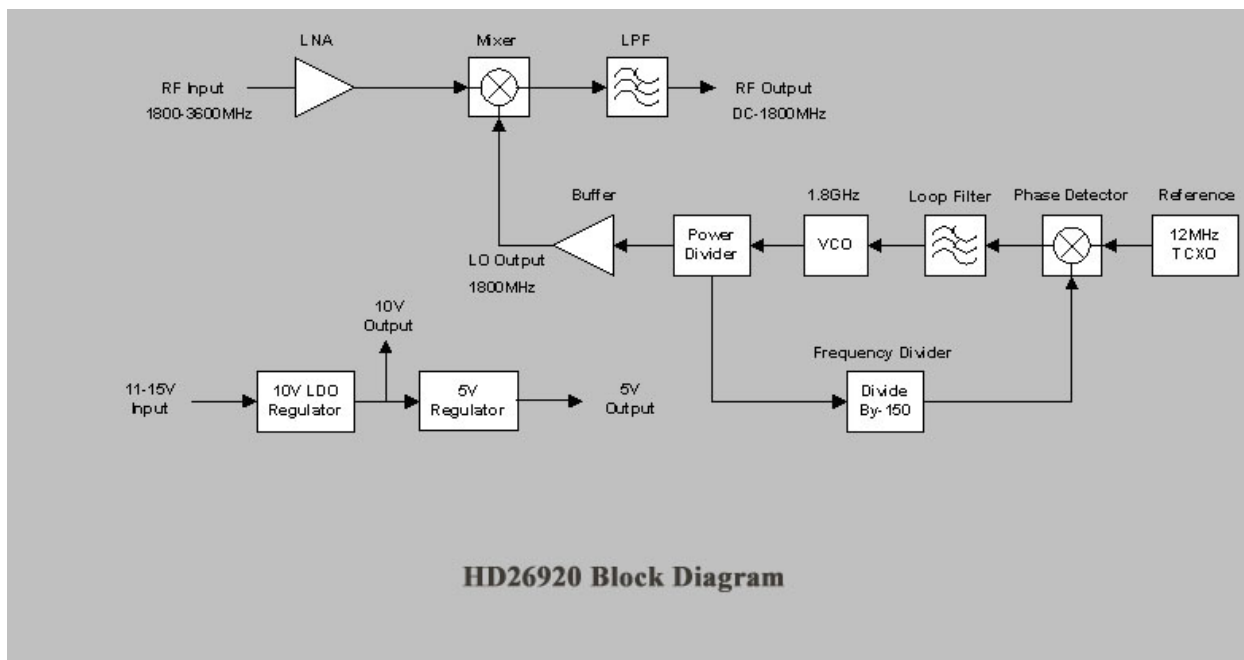 LNA
Mixer
LPF
RF Input
1800-3600MHz
RF Output
DC-1800MHz
Buffer
1.8GHz
Loop Filter
Phase Detector
Reference
Power
Divider
VCO
12MHz
TCXO
LO Output
1800MHz
10V
Output
Frequency Divider
11-15V
Input
10V LDO
Regulator
5V
Regulator
5V
Output
Divide
By-150
HD26920 Block Diagram